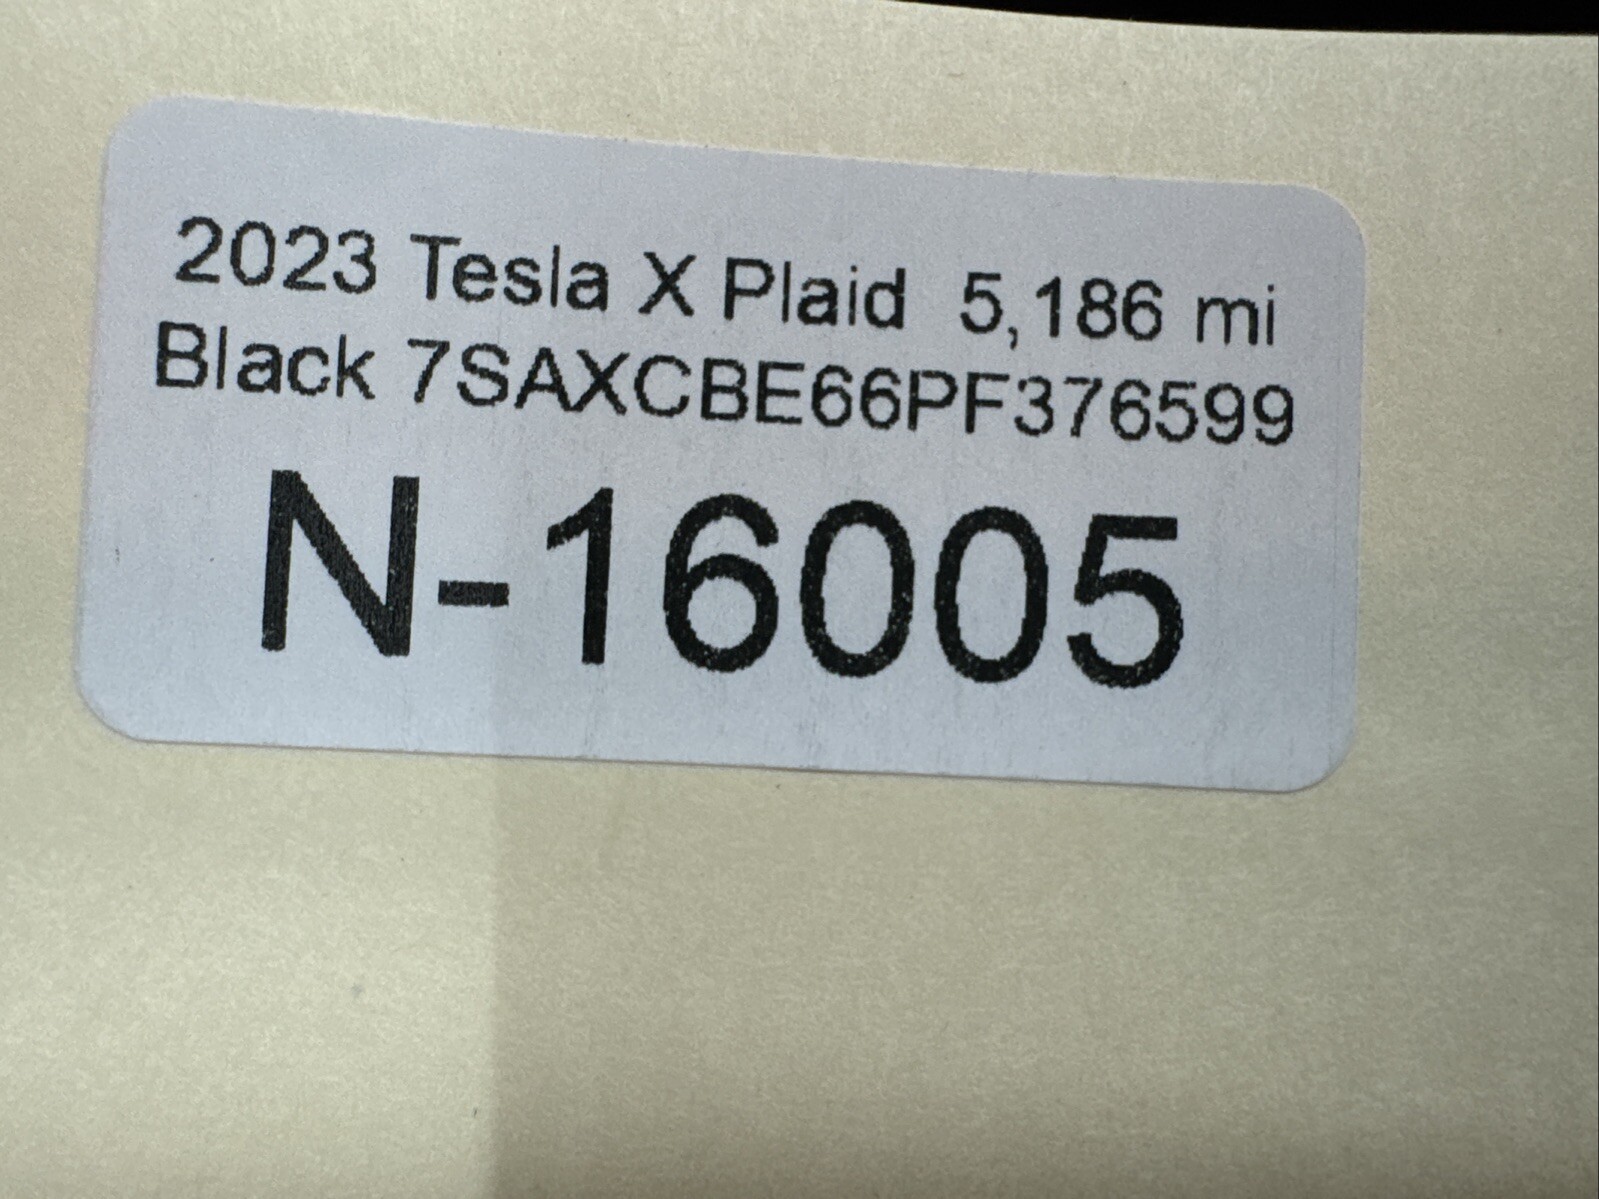 2023 Tesla X Plaid  5,186 mi
Black 7SAXCBE66PF376599
N-16005